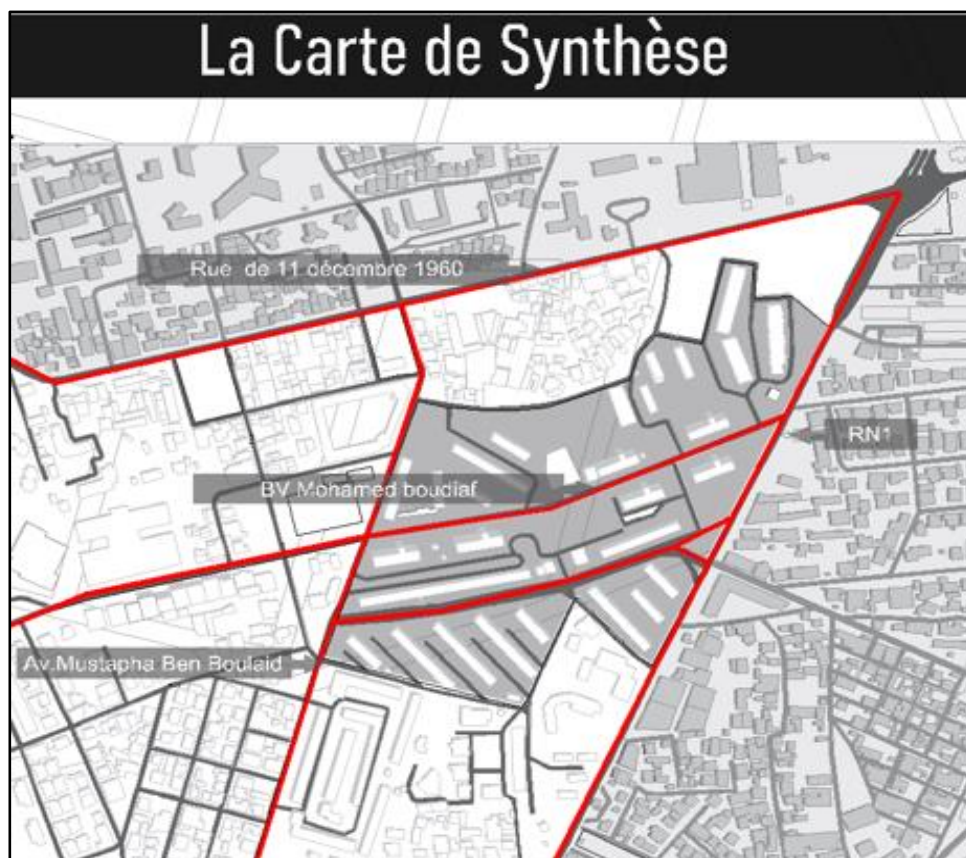 La Carte de Synthèse
Rue de 11 décembre 1960
RN1
BV Mohamed boudiaf
Av.Mustapha Ben Boulaid